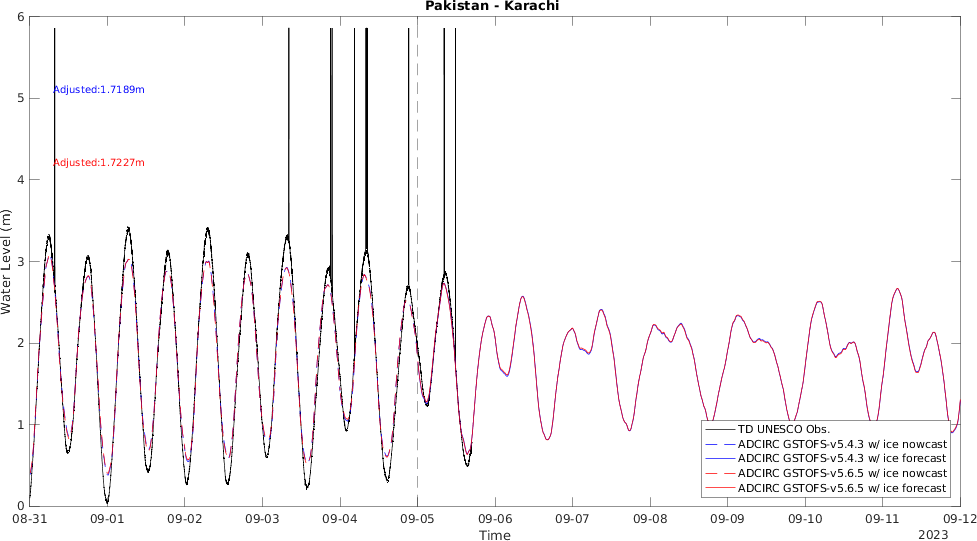 Pakistan - Karachi
6
5
4
3
2
1
0
Water Level (m)
Adjusted:1.7189m
Adjusted:1.7227m
TD UNESCO Obs.
ADCIRC GSTOFS-v5.4.3 w/ ice nowcast
ADCIRC GSTOFS-v5.4.3 w/ ice forecast
ADCIRC GSTOFS-v5.6.5 w/ ice nowcast
ADCIRC GSTOFS-v5.6.5 w/ ice forecast
08-31 09-01 09-02 09-03 09-04 09-05 09-06 09-07 09-08 09-09 09-10 09-11 09-12
Time
2023